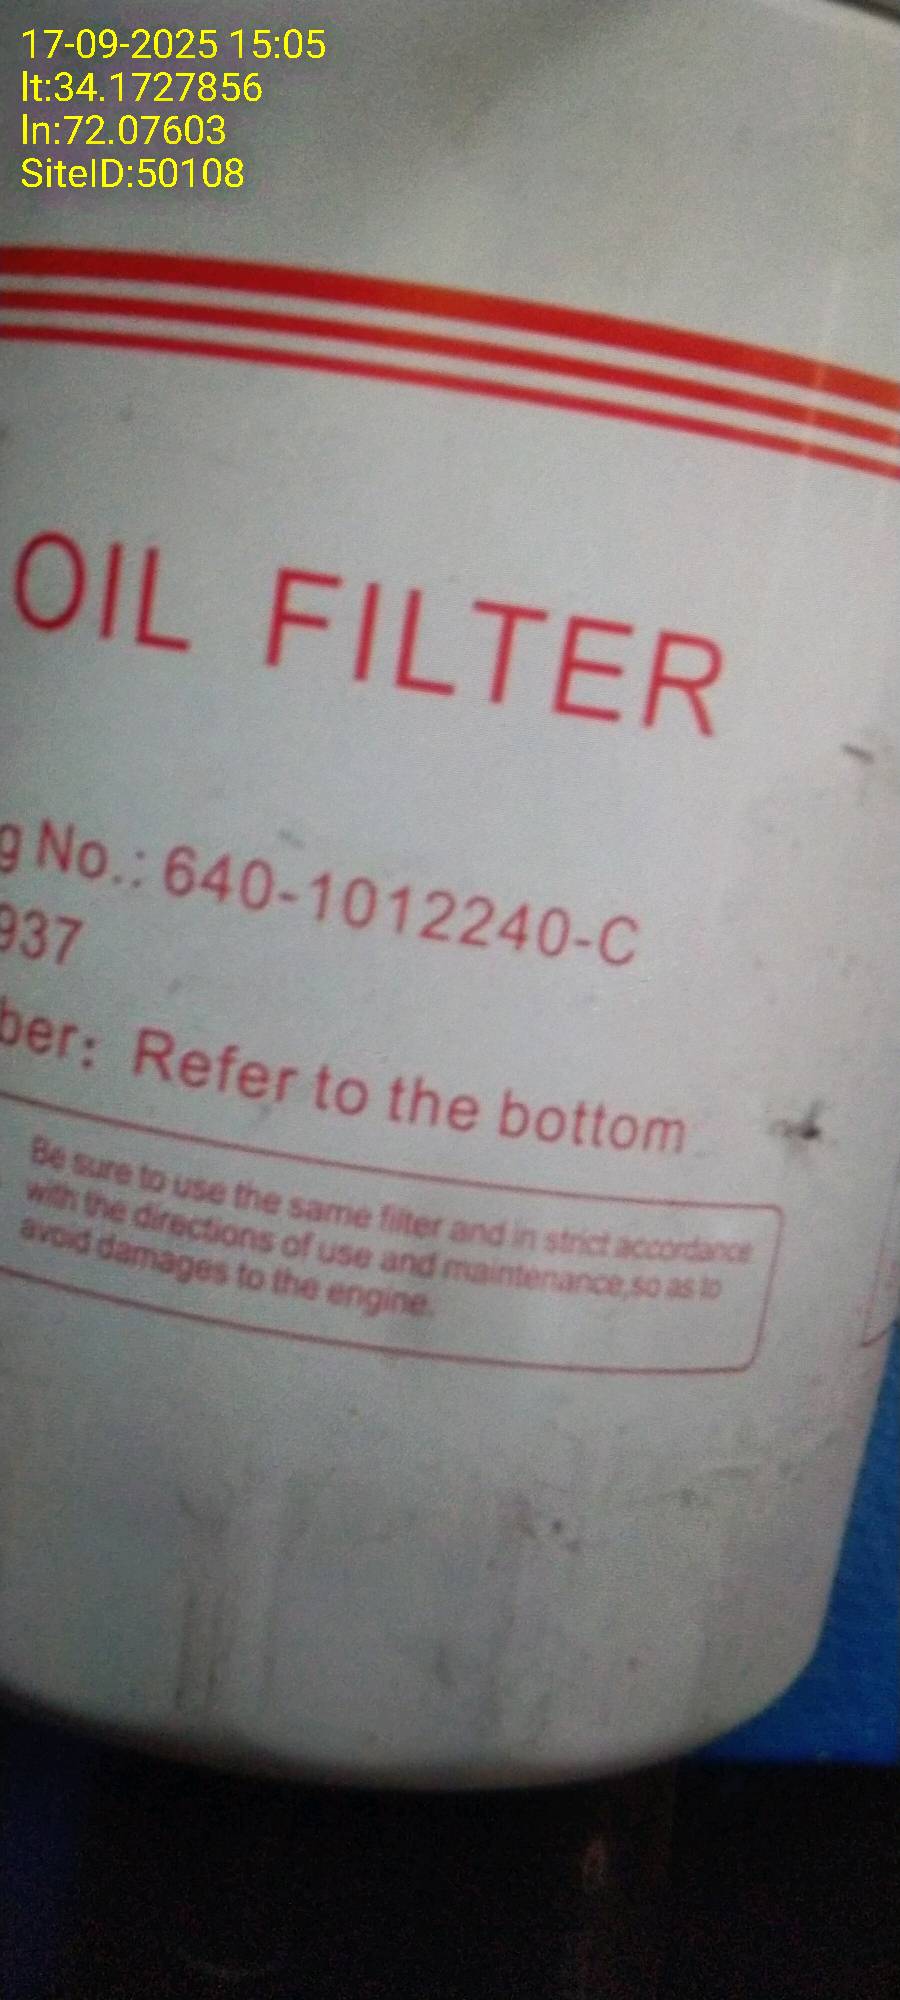 17-09-2025 15:05
lt:34.1727856
ln:72.07603
SiteID:50108
OIL FILTER
g No.: 640-1012240-C
937
ber: Refer to the bottom
Be sure to use the same filter and in strict accordance
with the directions of use and maintenance,so as to
avoid damages to the engine.